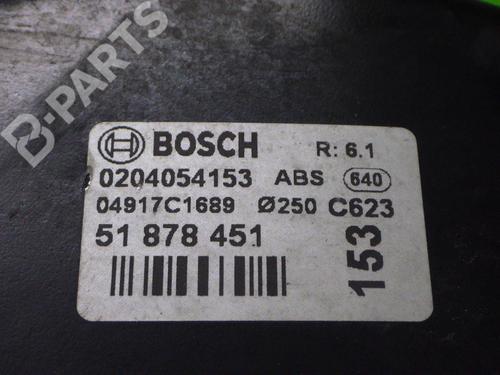 B-PARTS
BOSCH R: 6.1
0204054153 ABS 640
04917C1689 Ø250 C623
51 878 451
153